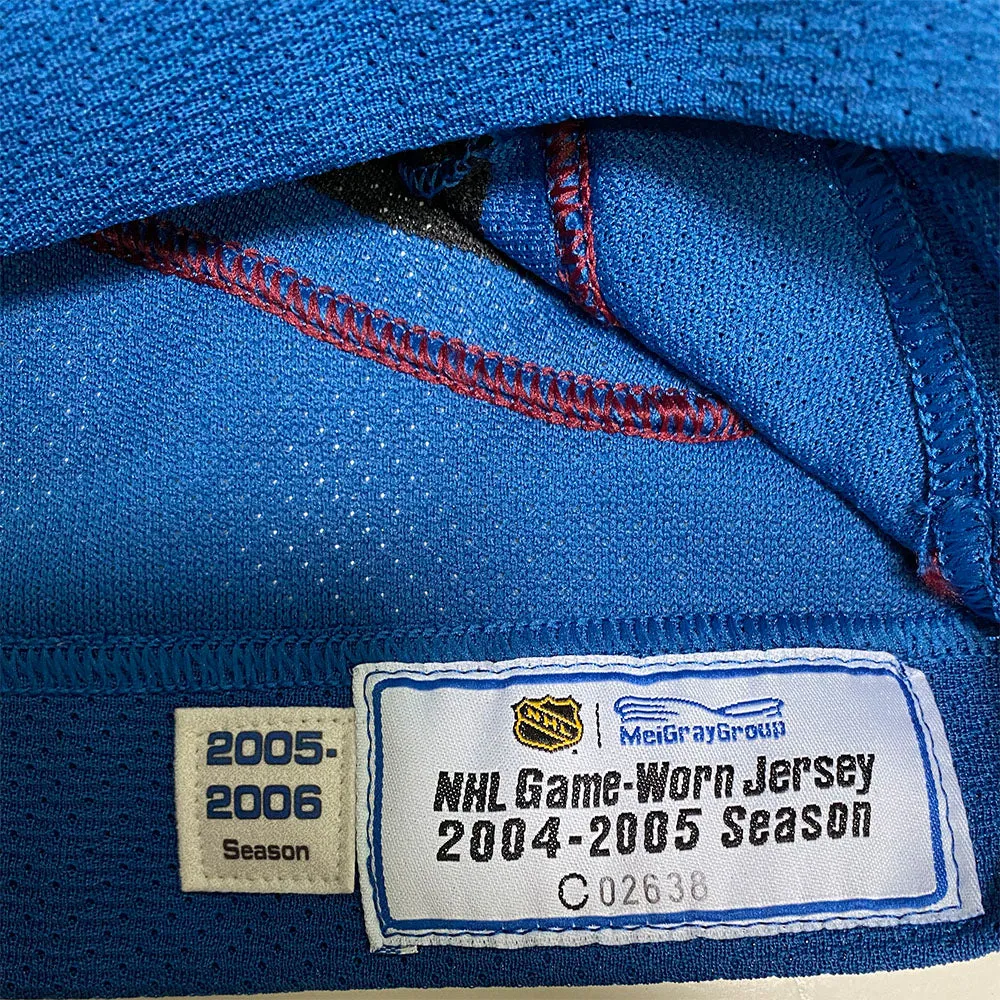 2005-
2006
Season
NHL
MeiGrayGroup
NHL Game-Worn Jersey
2004-2005 Season
C02638